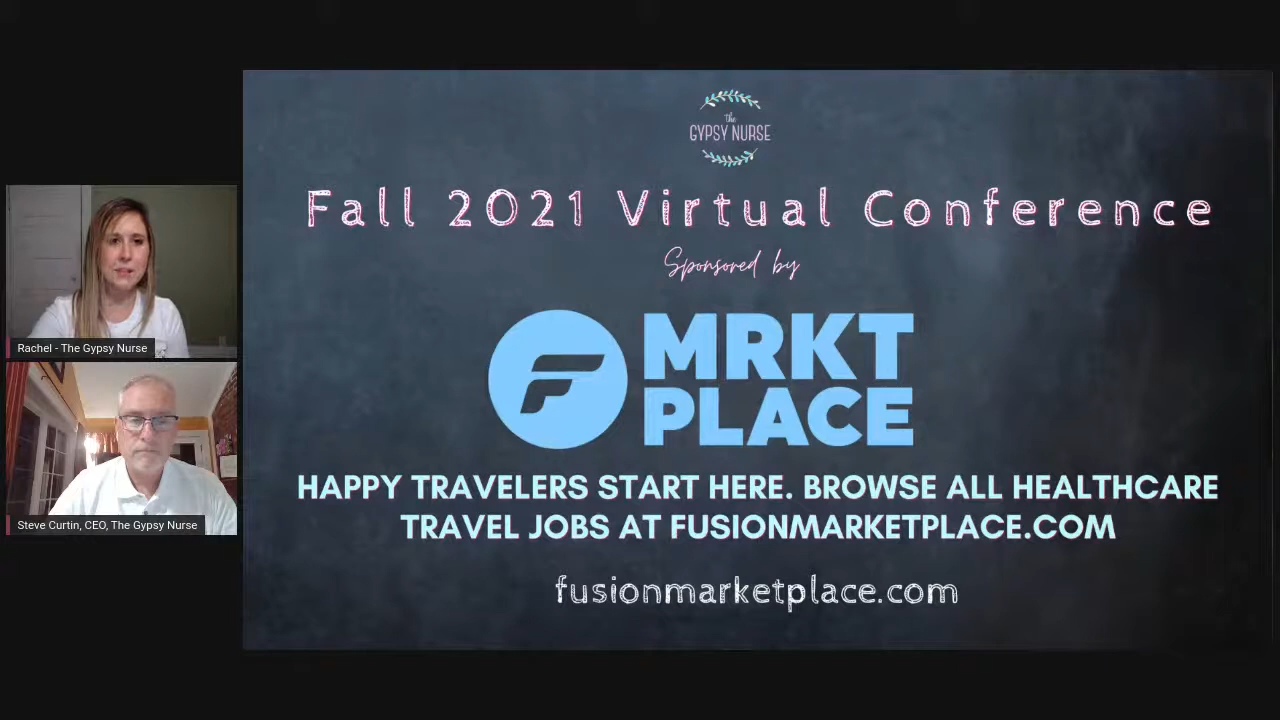 the
GYPSY NURSE
Fall 2021 Virtual Conference
Sponsored by
F MRKT
PLACE
HAPPY TRAVELERS START HERE. BROWSE ALL HEALTHCARE
TRAVEL JOBS AT FUSIONMARKETPLACE.COM
fusionmarketplace.com
Rachel - The Gypsy Nurse
Steve Curtin, CEO, The Gypsy Nurse